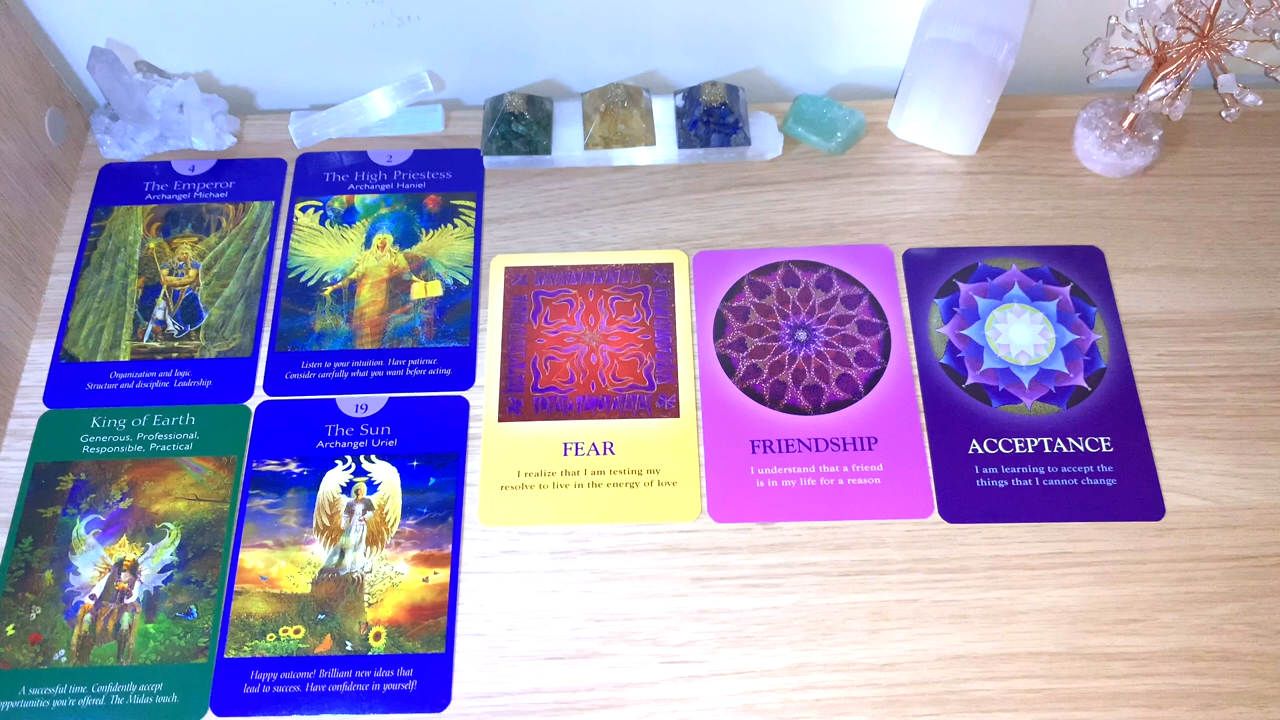 4
The Emperor
Archangel Michael
Organization and logic.
Structure and discipline. Leadership.
2
The High Priestess
Archangel Haniel
Listen to your intuition. Have patience.
Consider carefully what you want before acting.
King of Earth
Generous, Professional,
Responsible, Practical
A successful time. Confidently accept
opportunities you're offered. The Midas touch.
19
The Sun
Archangel Uriel
Happy outcome! Brilliant new ideas that
lead to success. Have confidence in yourself!
FEAR
I realize that I am testing my
resolve to live in the energy of love
FRIENDSHIP
I understand that a friend
is in my life for a reason
ACCEPTANCE
I am learning to accept the
things that I cannot change